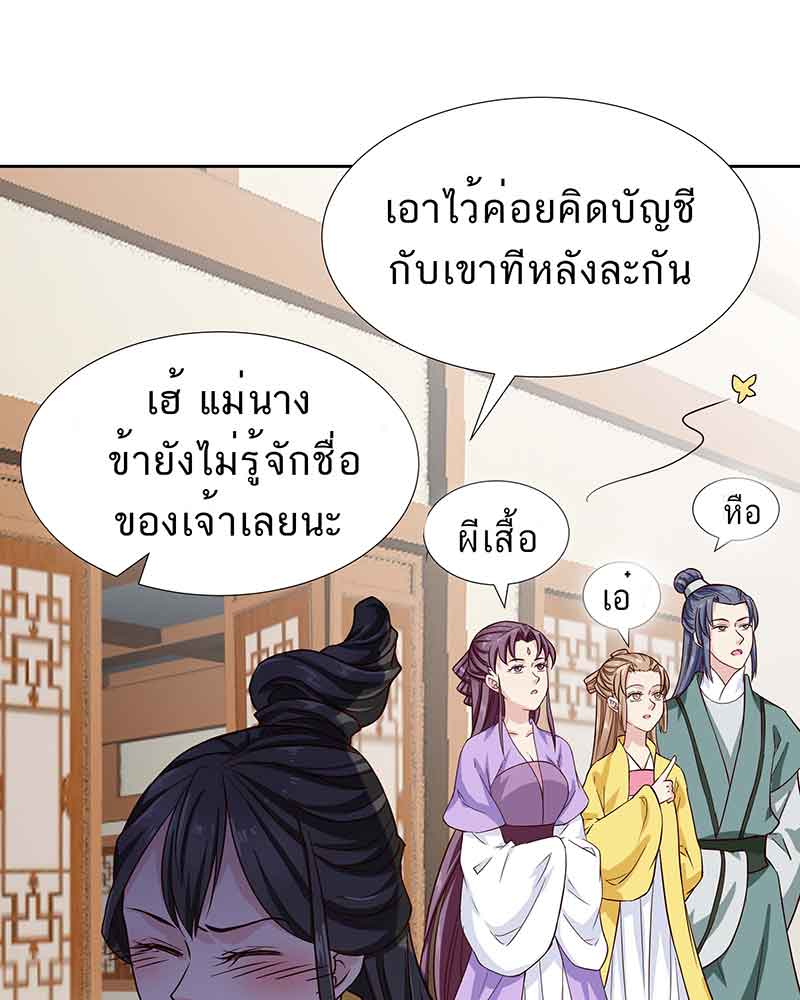 เอาไว้ค่อยคิดบัญชี
กับเขาทีหลังละกัน
เฮ้ แม่นาง
ข้ายังไม่รู้จักชื่อ
ของเจ้าเลยนะ
ผีเสื้อ
เอ๋
หือ